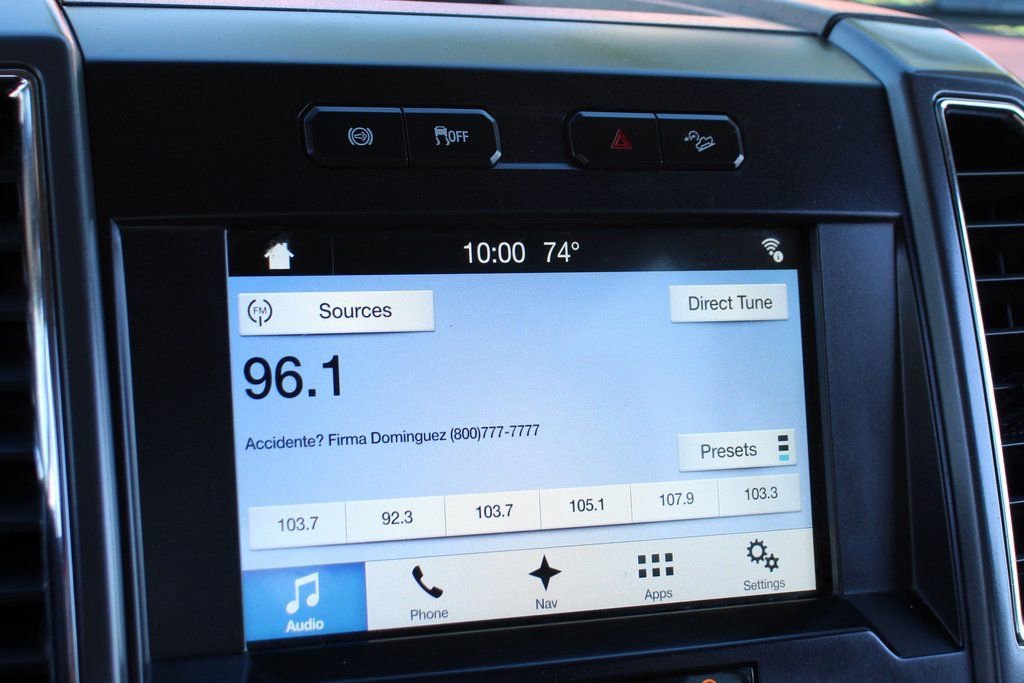 OFF
10:00 74°
FM Sources
Direct Tune
96.1
Accidente? Firma Dominguez (800)777-7777
Presets
103.7 92.3 103.7 105.1 107.9 103.3
Audio Phone Nav Apps Settings